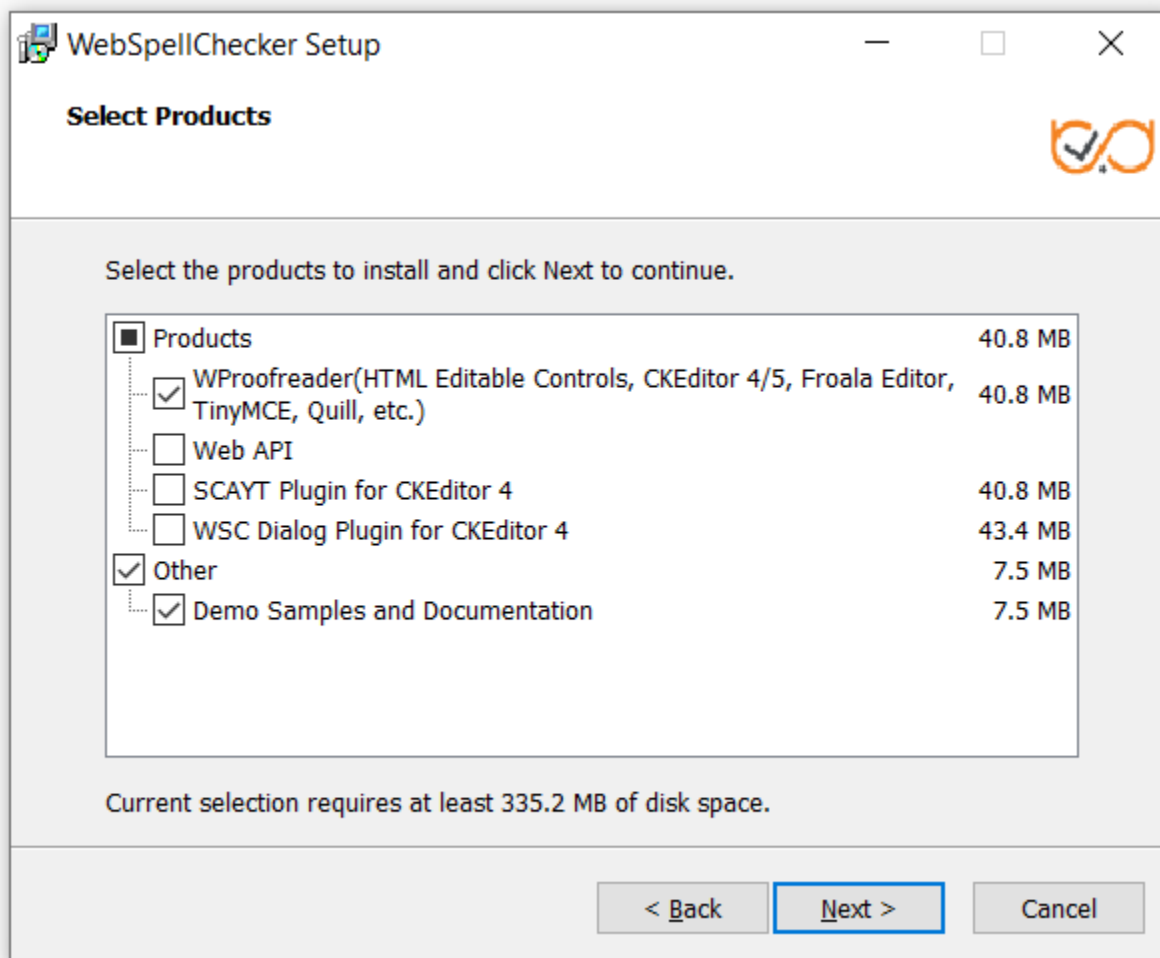 WebSpellChecker Setup
Select Products
Select the products to install and click Next to continue.
Products 40.8 MB
WProofreader(HTML Editable Controls, CKEditor 4/5, Froala Editor,
TinyMCE, Quill, etc.) 40.8 MB
Web API
SCAYT Plugin for CKEditor 4 40.8 MB
WSC Dialog Plugin for CKEditor 4 43.4 MB
Other 7.5 MB
Demo Samples and Documentation 7.5 MB
Current selection requires at least 335.2 MB of disk space.
< Back Next > Cancel